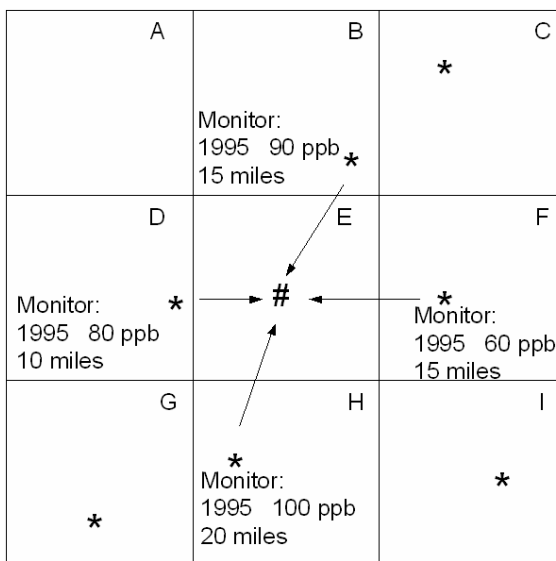 A
B
C
*
Monitor:
1995 90 ppb
15 miles
*
D
E
F
*
#
*
Monitor:
1995 80 ppb
10 miles
Monitor:
1995 60 ppb
15 miles
G
H
I
*
Monitor:
1995 100 ppb
20 miles
*
*